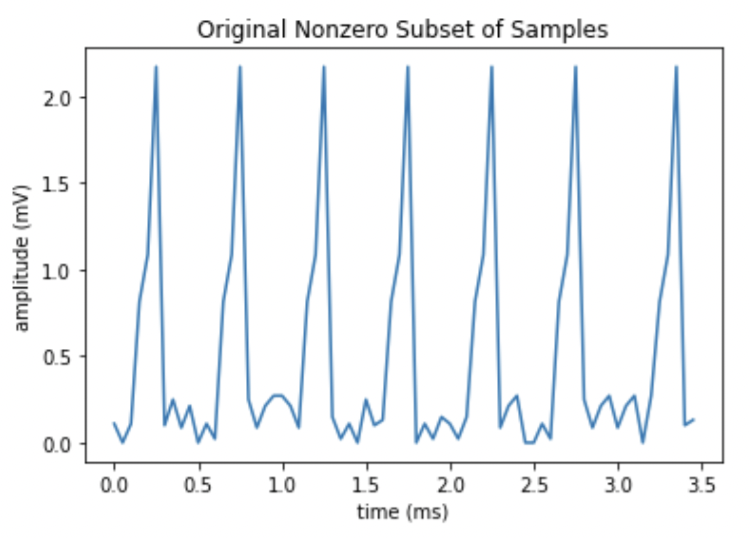 Original Nonzero Subset of Samples
2.0
1.5
1.0
0.5
0.0
amplitude (mV)
0.0 0.5 1.0 1.5 2.0 2.5 3.0 3.5
time (ms)